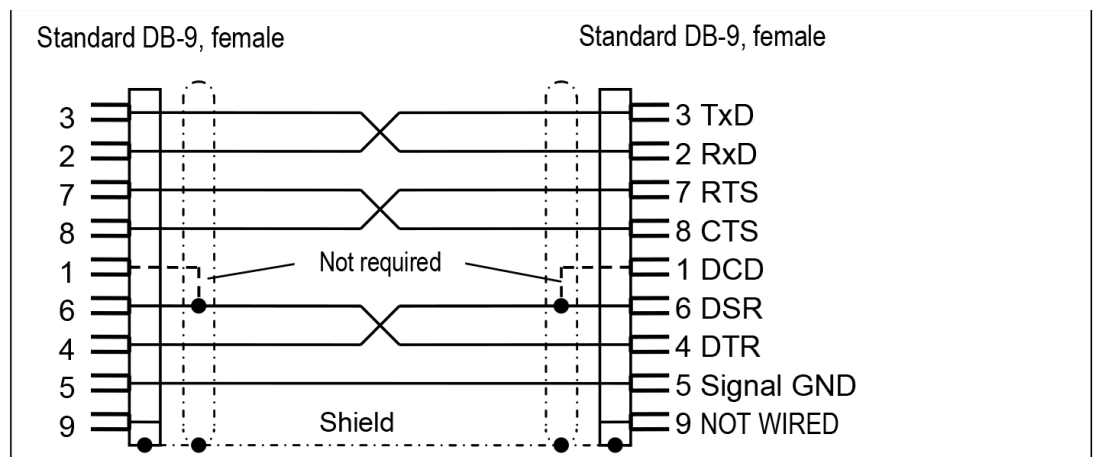 Standard DB-9, female
Standard DB-9, female
3
3 TxD
2
2 RxD
7
7 RTS
8
8 CTS
1
Not required
1 DCD
6
6 DSR
4
4 DTR
5
5 Signal GND
9
Shield
9 NOT WIRED